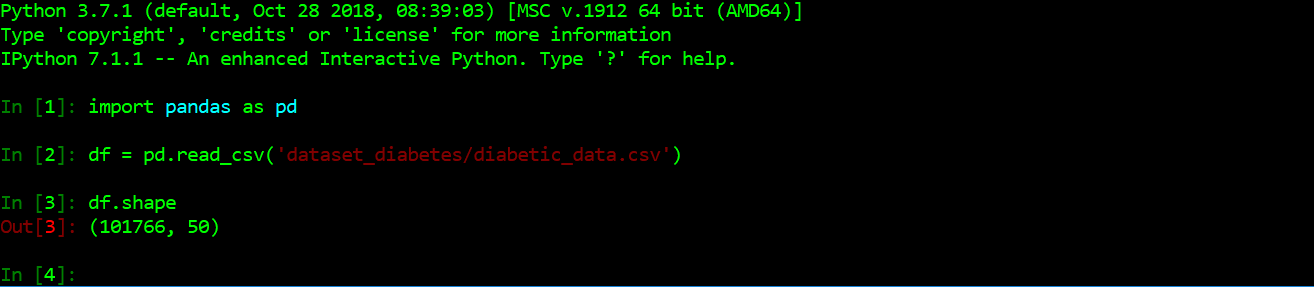 Python 3.7.1 (default, Oct 28 2018, 08:39:03) [MSC v.1912 64 bit (AMD64)]
Type 'copyright', 'credits' or 'license' for more information
IPython 7.1.1 -- An enhanced Interactive Python. Type '?' for help.
In [1]: import pandas as pd
In [2]: df = pd.read_csv('dataset_diabetes/diabetic_data.csv')
In [3]: df.shape
Out[3]: (101766, 50)
In [4]: